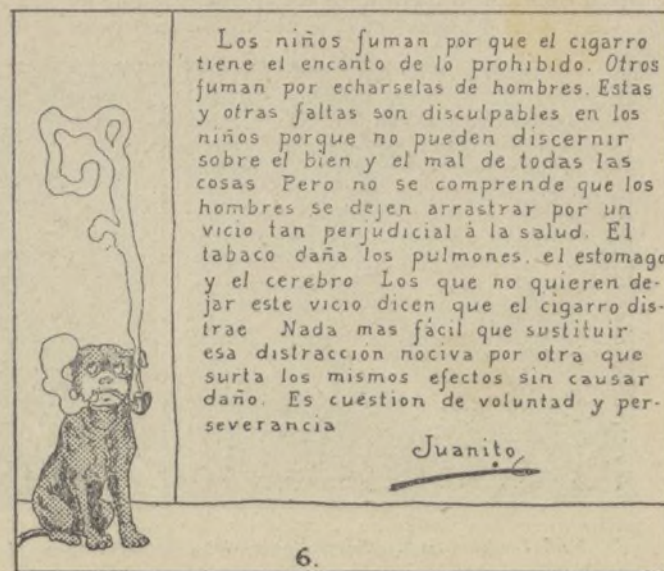 Los niños fuman por que el cigarro
tiene el encanto de lo prohibido. Otros
fuman por echarselas de hombres. Estas
y otras faltas son disculpables en los
niños porque no pueden discernir
sobre el bien y el mal de todas las
cosas Pero no se comprende que los
hombres se dejen arrastrar por un
vicio tan perjudicial á la salud. El
tabaco daña los pulmones, el estomago
y el cerebro Los que no quieren de-
jar este vicio dicen que el cigarro dis-
trae Nada mas fácil que sustituir
esa distracción nociva por otra que
surta los mismos efectos sin causar
daño. Es cuestion de voluntad y per-
severancia
Juanito
6.